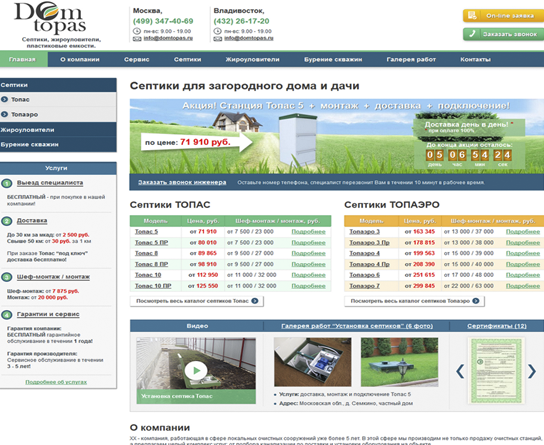 Dom
topas
Септики, жироуловители,
пластиковые емкости.
Москва,
(499) 347-40-69
пн-вс: 9.00 - 19.00
info@domtopas.ru
Владивосток,
(432) 26-17-20
пн-вс: 9.00 - 19.00
info@domtopas.ru
On-line заявка
Заказать звонок
Главная
О компании
Сервис
Септики
Жироуловители
Бурение скважин
Галерея работ
Контакты
Септики
Топас
Топаэро
Жироуловители
Бурение скважин
Услуги
1 Выезд специалиста
БЕСПЛАТНЫЙ - при покупке в нашей
компании!
2 Доставка
До 30 км за мкад: от 2 500 руб.
Свыше 50 км: от 30 руб. за 1 км
При заказе Топас "под ключ"
доставка бесплатно!
3 Шеф-монтаж / монтаж
Шеф-монтаж: от 7 875 руб.
Монтаж: от 20 000 руб.
4 Гарантии и сервис
Гарантия компании:
БЕСПЛАТНЫЙ гарантийное
обслуживание в течении 1 года!
Гарантия производителя:
Сервисное обслуживание в течении
3 - 5 лет!
Подробнее об услугах
Септики для загородного дома и дачи
Акция! Станция Топас 5 + монтаж + доставка + подключение!
по цене: 71 910 руб.
Доставка день в день!*
* при оплате 100%
До конца акции осталось:
05 06 54 24
день час мин сек
Заказать звонок инженера
Оставьте номер телефона, специалист перезвонит Вам в течение 10 минут в рабочее время.
Септики ТОПАС
Модель Цена, руб. Шеф-монтаж / монтаж, руб.
Топас 5 от 71 910 от 7 500 / 23 000 Подробнее
Топас 5 ПР от 80 010 от 7 500 / 23 000 Подробнее
Топас 8 от 89 865 от 9 500 / 27 000 Подробнее
Топас 8 ПР от 98 910 от 9 500 / 27 000 Подробнее
Топас 10 от 112 950 от 11 000 / 32 000 Подробнее
Топас 10 ПР от 125 550 от 11 000 / 32 000 Подробнее
Посмотреть весь каталог септиков Топас
Септики ТОПАЭРО
Модель Цена, руб. Шеф-монтаж / монтаж, руб.
Топаэро 3 от 163 345 от 13 000 / 37 000 Подробнее
Топаэро 3 Пр от 178 815 от 13 000 / 38 000 Подробнее
Топаэро 4 от 199 563 от 15 000 / 39 000 Подробнее
Топаэро 4 Пр от 208 390 от 15 000 / 40 000 Подробнее
Топаэро 6 от 251 615 от 17 000 / 48 000 Подробнее
Топаэро 7 от 299 845 от 22 000 / 63 000 Подробнее
Посмотреть весь каталог септиков Топаэро
Видео
Установка септика Топас
Галерея работ "Установка септиков" (6 фото)
Услуги: доставка, монтаж и подключение Топас 5
Адрес: Московская обл., д. Семкино, частный дом
Сертификаты (12)
О компании
ХХ - компания, работающая в сфере локальных очистных сооружений уже более 5 лет. В этой сфере мы производим не только продажу очистных станций,